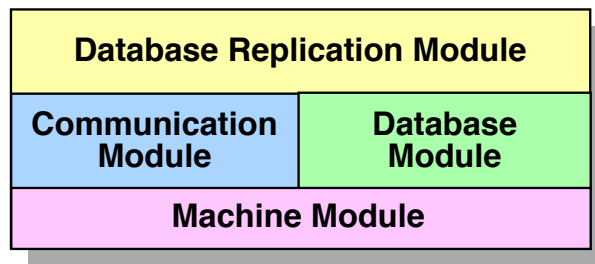 Database Replication Module
Communication
Module
Database
Module
Machine Module